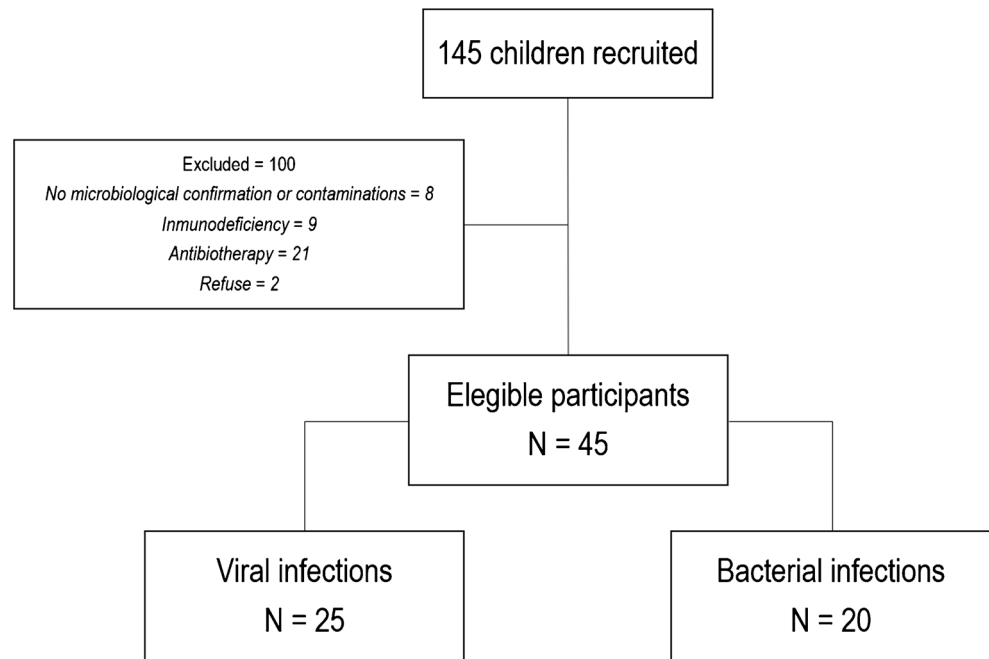 145 children recruited
Excluded = 100
No microbiological confirmation or contaminations = 8
Inmunodeficiency = 9
Antibiotherapy = 21
Refuse = 2
Elegible participants
N = 45
Viral infections
N = 25
Bacterial infections
N = 20